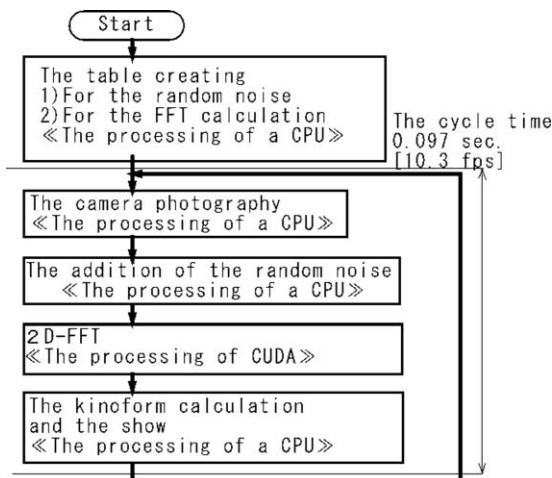 Start
The table creating
1)For the random noise
2)For the FFT calculation
≪The processing of a CPU≫
The cycle time
0.097 sec.
[10.3 fps]
The camera photography
≪The processing of a CPU≫
The addition of the random noise
≪The processing of a CPU≫
2D-FFT
≪The processing of CUDA≫
The kinoform calculation
and the show
≪The processing of a CPU≫